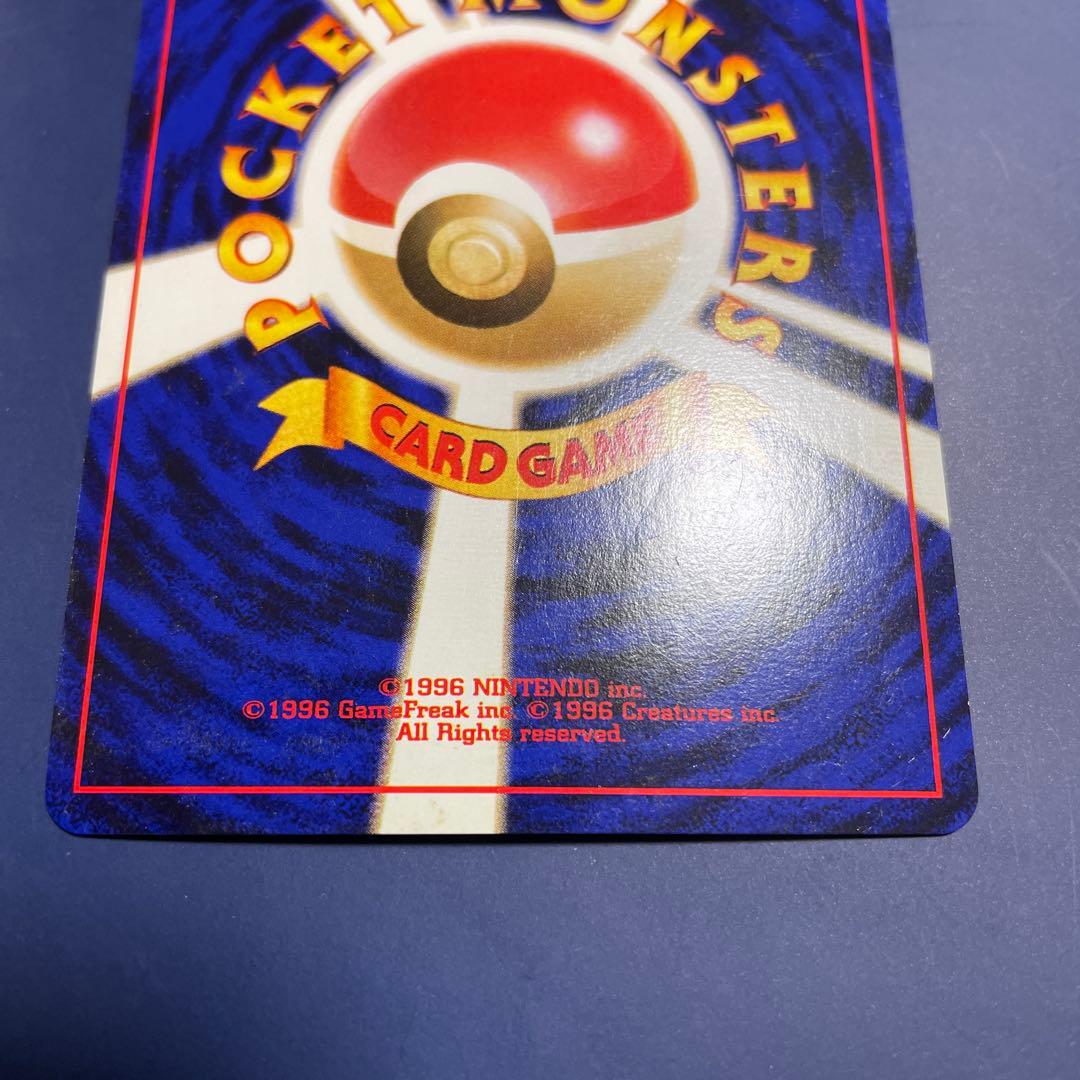 POCKET MONSTERS
CARD GAME
©1996 NINTENDO inc.
©1996 GameFreak inc. ©1996 Creatures inc.
All Rights reserved.